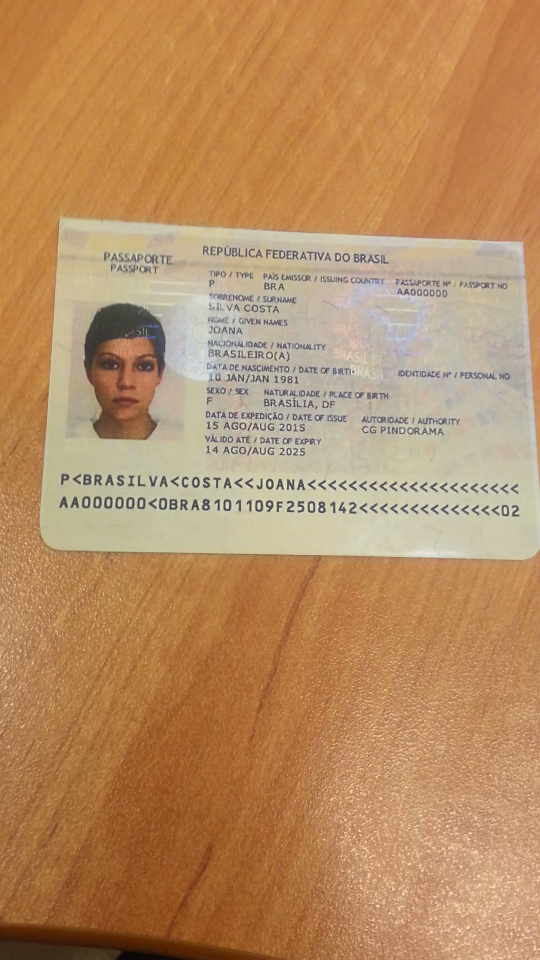 REPÚBLICA FEDERATIVA DO BRASIL
PASSAPORTE
PASSPORT
TIPO / TYPE PAÍS EMISSOR / ISSUING COUNTRY PASSAPORTE Nº / PASSPORT NO
P BRA AA000000
SOBRENOME / SURNAME
SILVA COSTA
NOME / GIVEN NAMES
JOANA
NACIONALIDADE / NATIONALITY
BRASILEIRO(A)
DATA DE NASCIMENTO / DATE OF BIRTH IDENTIDADE Nº / PERSONAL NO
10 JAN/JAN 1981
SEXO / SEX NATURALIDADE / PLACE OF BIRTH
F BRASÍLIA, DF
DATA DE EXPEDIÇÃO / DATE OF ISSUE AUTORIDADE / AUTHORITY
15 AGO/AUG 2015 CG PINDORAMA
VÁLIDO ATÉ / DATE OF EXPIRY
14 AGO/AUG 2025
P<BRASILVA<COSTA<<JOANA<<<<<<<<<<<<<<<<<<<<<
AA000000<0BRA8101109F2508142<<<<<<<<<<<<<<02